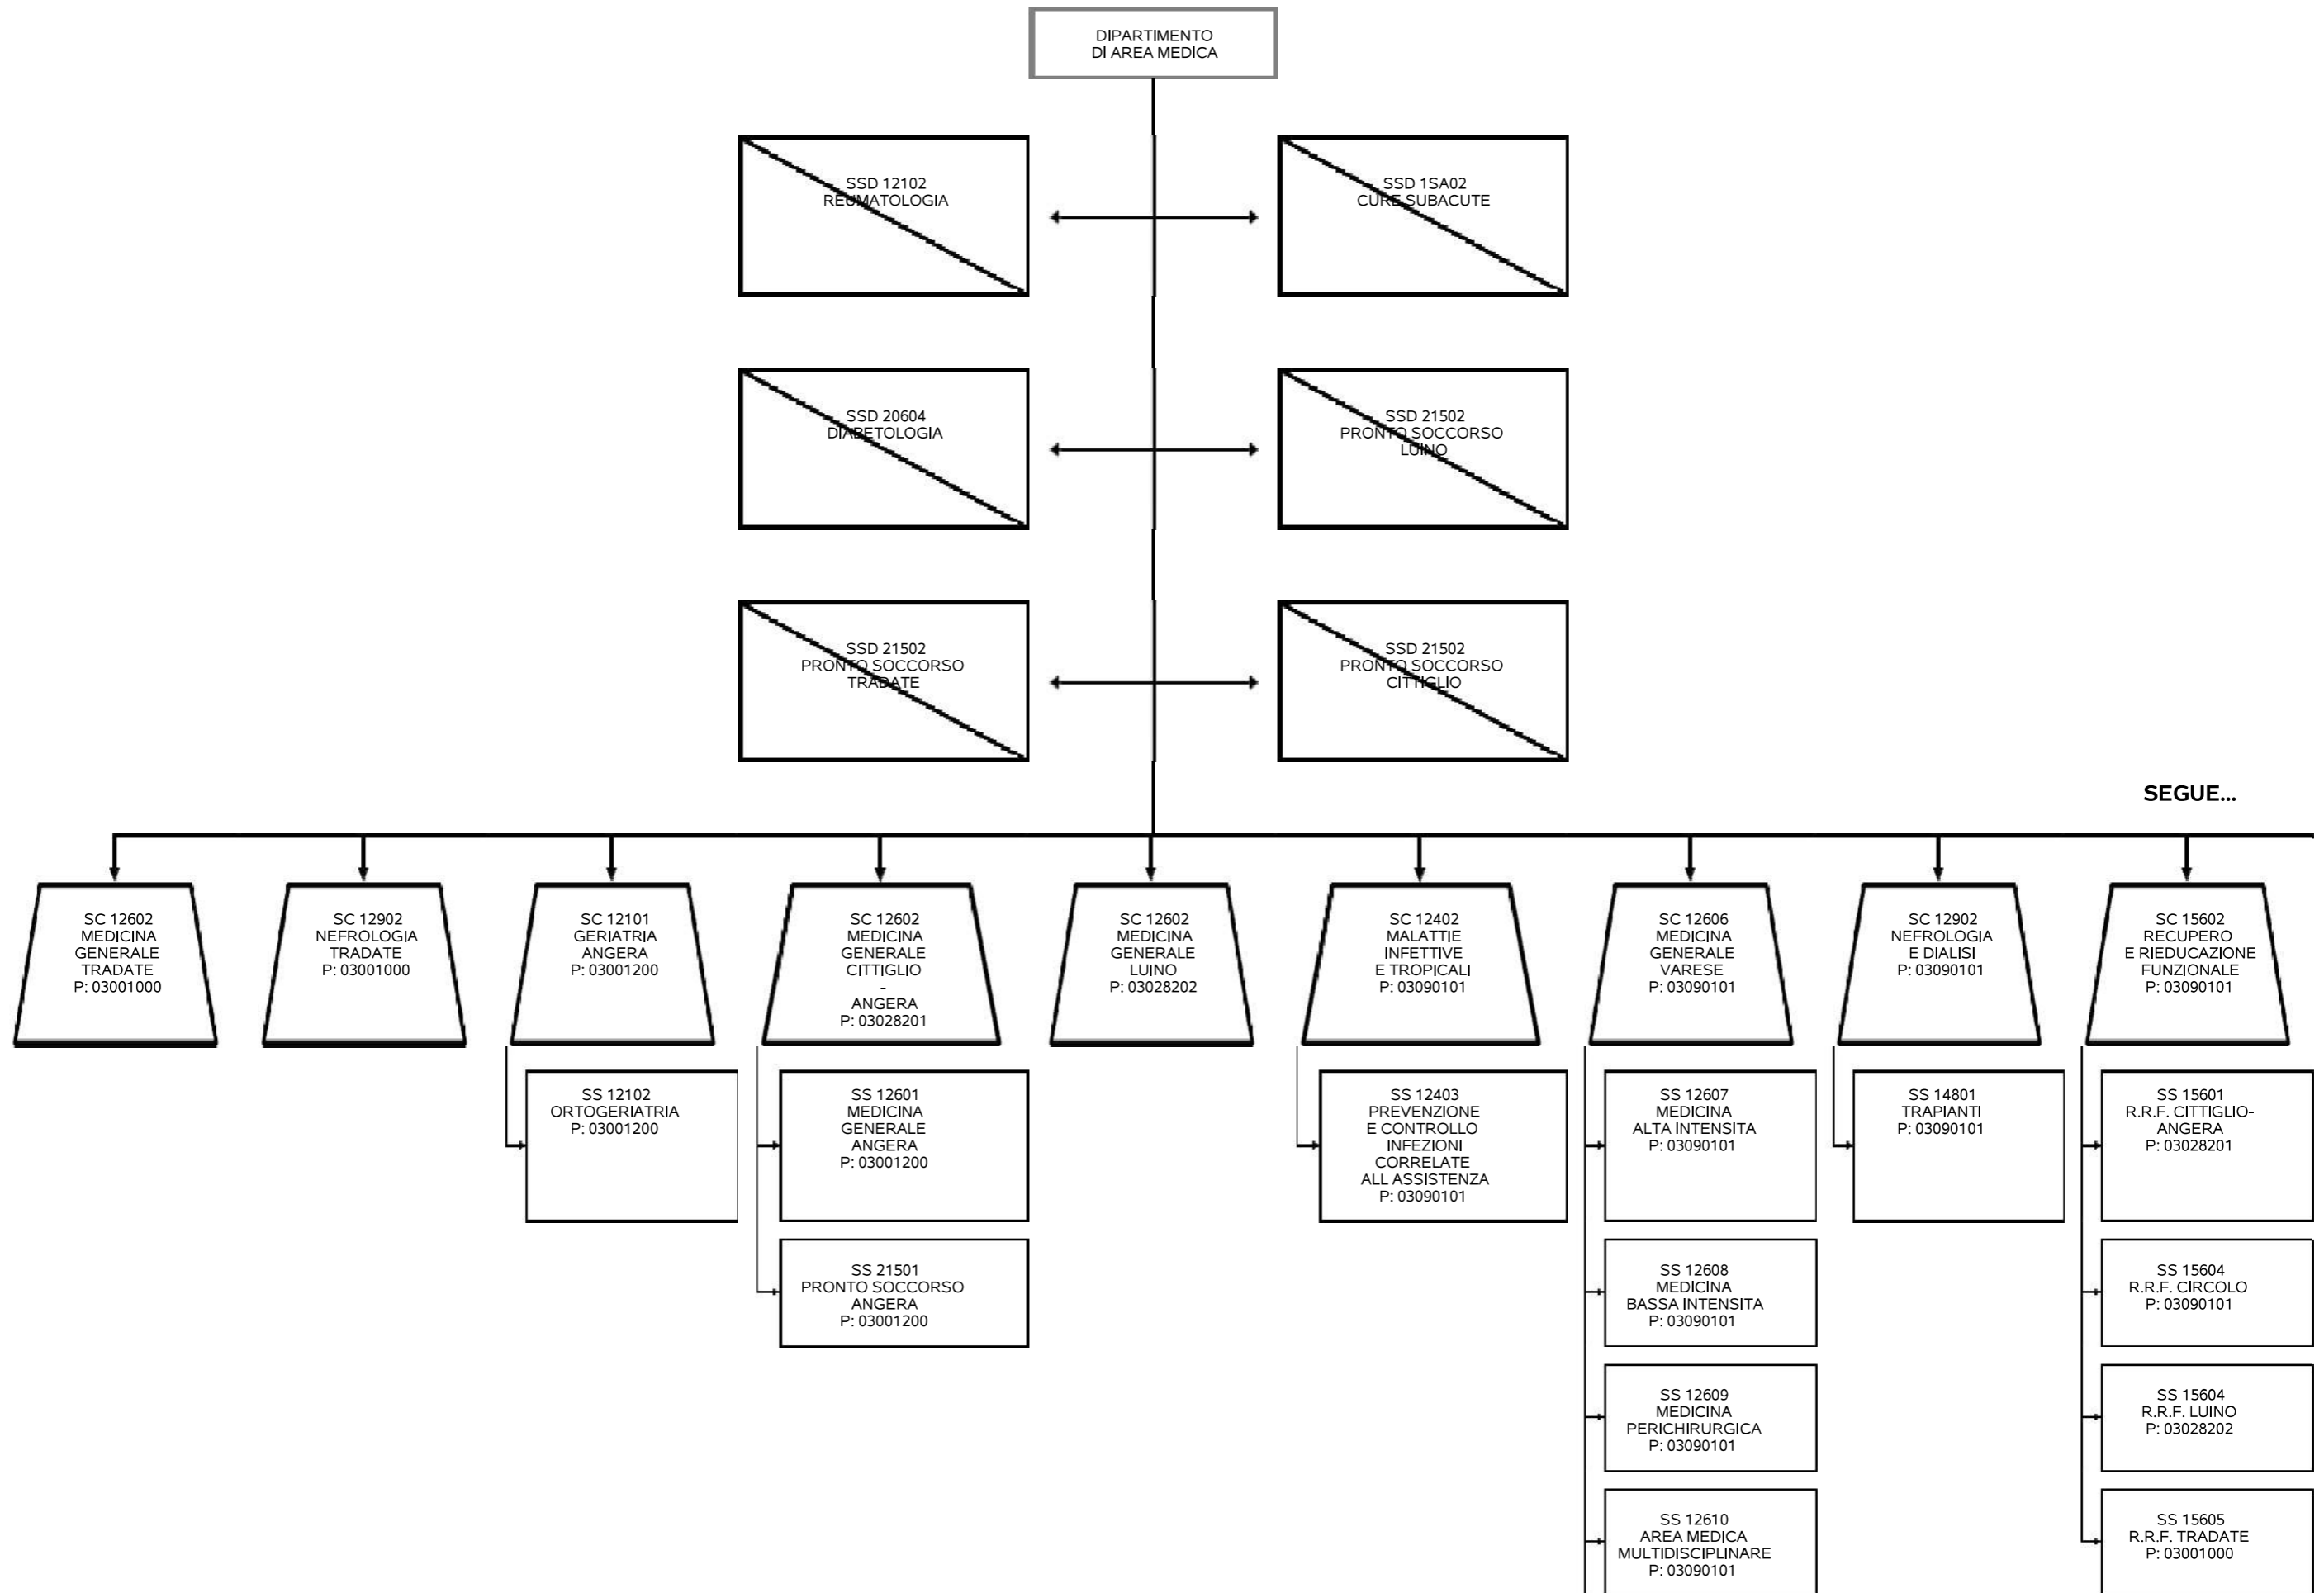 DIPARTIMENTO
DI AREA MEDICA
SSD 12102
REUMATOLOGIA
SSD 1SA02
CURE SUBACUTE
SSD 20604
DIABETOLOGIA
SSD 21502
PRONTO SOCCORSO
LUINO
SSD 21502
PRONTO SOCCORSO
TRADATE
SSD 21502
PRONTO SOCCORSO
CITTIGLIO
SEGUE...
SC 12602
MEDICINA
GENERALE
TRADATE
P: 03001000
SC 12902
NEFROLOGIA
TRADATE
P: 03001000
SC 12101
GERIATRIA
ANGERA
P: 03001200
SC 12602
MEDICINA
GENERALE
CITTIGLIO
-
ANGERA
P: 03028201
SC 12602
MEDICINA
GENERALE
LUINO
P: 03028202
SC 12402
MALATTIE
INFETTIVE
E TROPICALI
P: 03090101
SC 12606
MEDICINA
GENERALE
VARESE
P: 03090101
SC 12902
NEFROLOGIA
E DIALISI
P: 03090101
SC 15602
RECUPERO
E RIEDUCAZIONE
FUNZIONALE
P: 03090101
SS 12102
ORTOGERIATRIA
P: 03001200
SS 12601
MEDICINA
GENERALE
ANGERA
P: 03001200
SS 12403
PREVENZIONE
E CONTROLLO
INFEZIONI
CORRELATE
ALL ASSISTENZA
P: 03090101
SS 12607
MEDICINA
ALTA INTENSITA
P: 03090101
SS 14801
TRAPIANTI
P: 03090101
SS 15601
R.R.F. CITTIGLIO-
ANGERA
P: 03028201
SS 21501
PRONTO SOCCORSO
ANGERA
P: 03001200
SS 12608
MEDICINA
BASSA INTENSITA
P: 03090101
SS 15604
R.R.F. CIRCOLO
P: 03090101
SS 12609
MEDICINA
PERICHIRURGICA
P: 03090101
SS 15604
R.R.F. LUINO
P: 03028202
SS 12610
AREA MEDICA
MULTIDISCIPLINARE
P: 03090101
SS 15605
R.R.F. TRADATE
P: 03001000